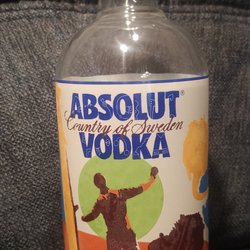 ABSOLUT®
Country of Sweden
VODKA